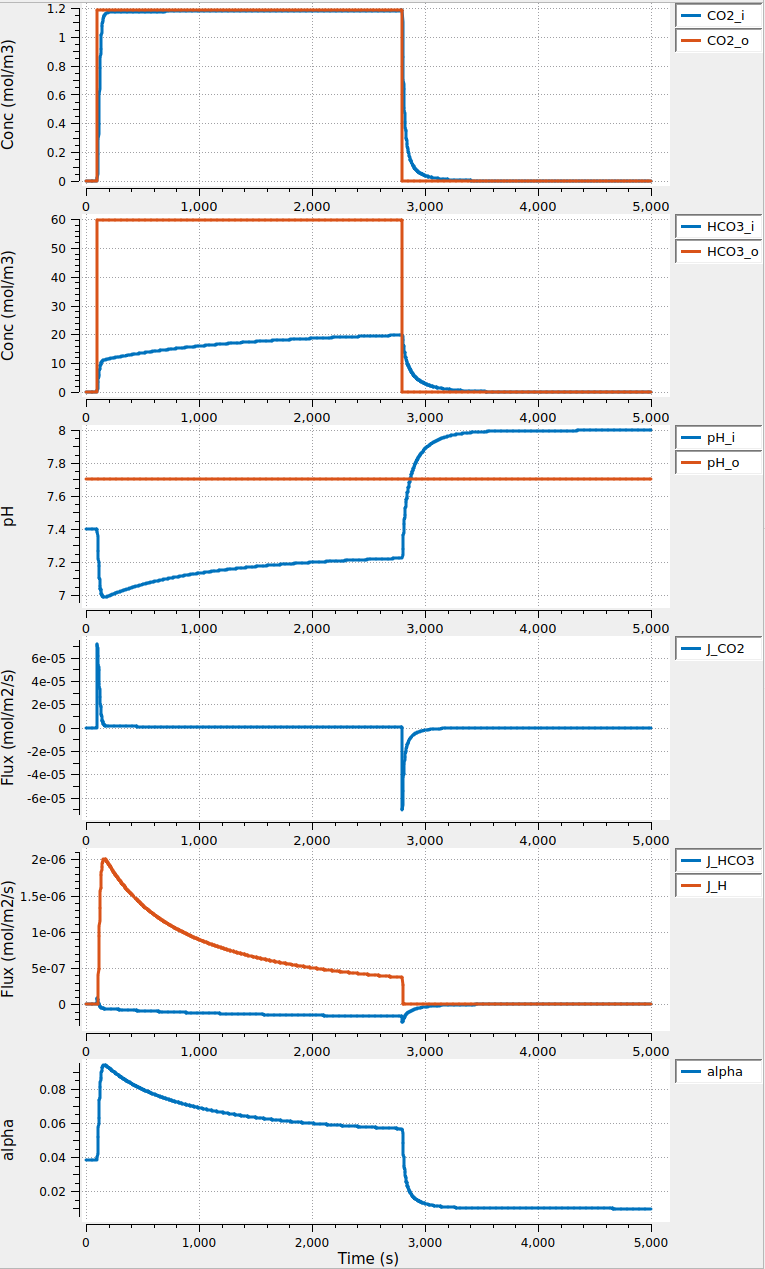 1.2
1
0.8
0.6
0.4
0.2
0
Conc (mol/m3)
0 1,000 2,000 3,000 4,000 5,000
CO2_i
CO2_o
60
50
40
30
20
10
0
Conc (mol/m3)
0 1,000 2,000 3,000 4,000 5,000
HCO3_i
HCO3_o
8
7.8
7.6
7.4
7.2
7
pH
0 1,000 2,000 3,000 4,000 5,000
pH_i
pH_o
6e-05
4e-05
2e-05
0
-2e-05
-4e-05
-6e-05
Flux (mol/m2/s)
0 1,000 2,000 3,000 4,000 5,000
J_CO2
2e-06
1.5e-06
1e-06
5e-07
0
Flux (mol/m2/s)
0 1,000 2,000 3,000 4,000 5,000
J_HCO3
J_H
0.08
0.06
0.04
0.02
alpha
0 1,000 2,000 3,000 4,000 5,000
Time (s)
alpha